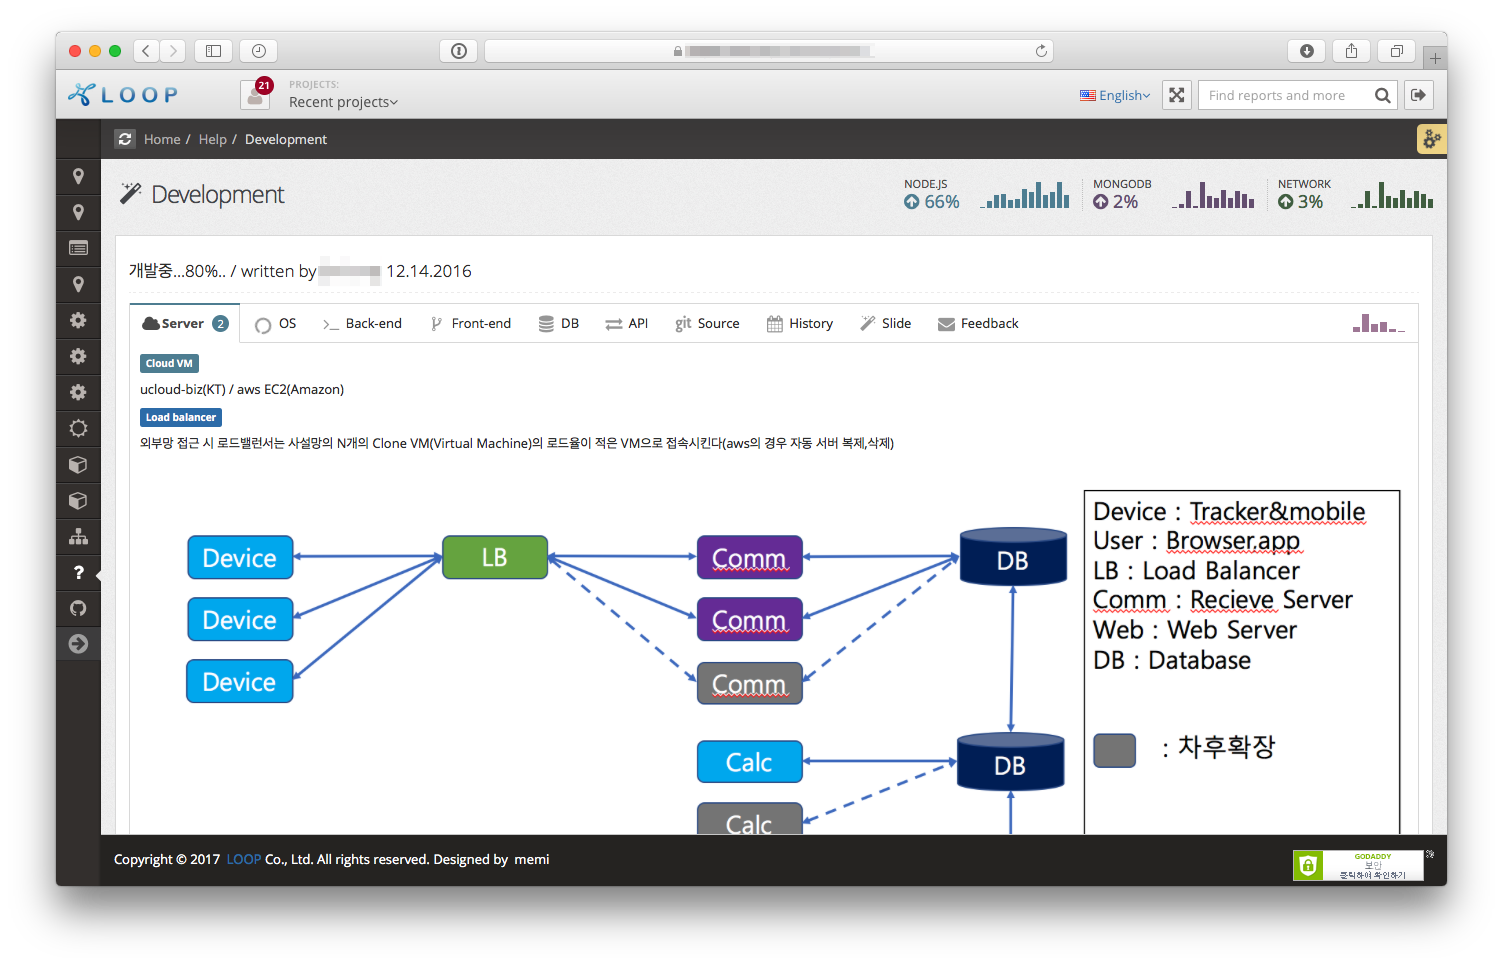 LOOP
21
PROJECTS:
Recent projects
English
Find reports and more
Home / Help / Development
Development
NODE.JS
66%
MONGODB
2%
NETWORK
3%
개발중...80%.. / written by 12.14.2016
Server 2
OS
Back-end
Front-end
DB
API
git Source
History
Slide
Feedback
Cloud VM
ucloud-biz(KT) / aws EC2(Amazon)
Load balancer
외부망 접근 시 로드밸런서는 사설망의 N개의 Clone VM(Virtual Machine)의 로드율이 적은 VM으로 접속시킨다(aws의 경우 자동 서버 복제,삭제)
Device
LB
Comm
DB
Device
Comm
Device
Comm
Calc
DB
Calc
Device : Tracker&mobile
User : Browser,app
LB : Load Balancer
Comm : Recieve Server
Web : Web Server
DB : Database
: 차후확장
Copyright © 2017 LOOP Co., Ltd. All rights reserved. Designed by memi
GODADDY
보안
클릭하여 확인하기